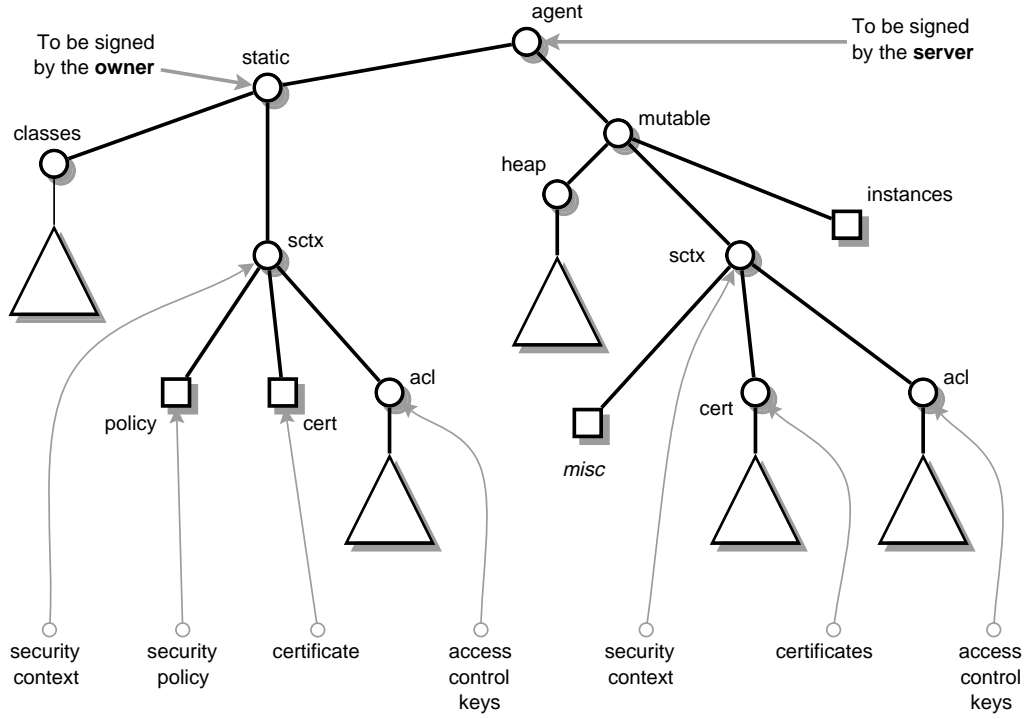 agent
To be signed
by the owner
To be signed
by the server
static
mutable
classes
heap
instances
sctx
sctx
acl
acl
policy
cert
cert
misc
security
context
security
policy
certificate
access
control
keys
security
context
certificates
access
control
keys